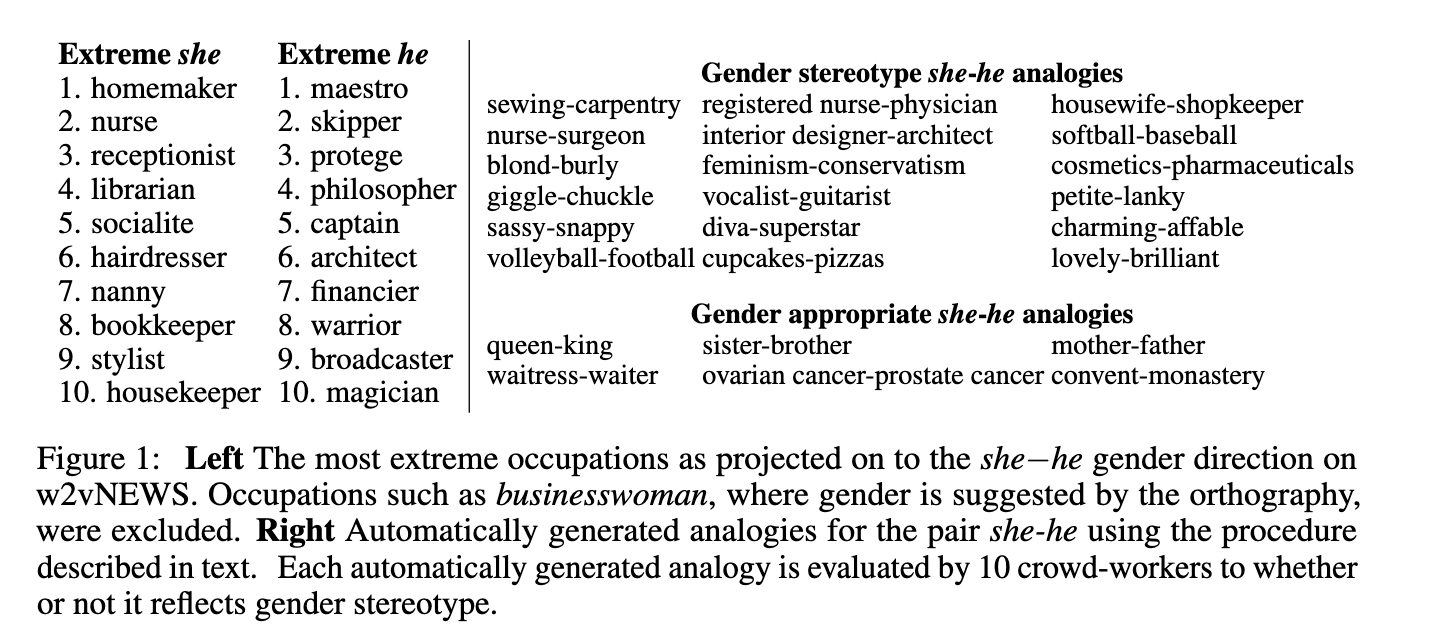 Extreme she Extreme he
1. homemaker 1. maestro
2. nurse 2. skipper
3. receptionist 3. protege
4. librarian 4. philosopher
5. socialite 5. captain
6. hairdresser 6. architect
7. nanny 7. financier
8. bookkeeper 8. warrior
9. stylist 9. broadcaster
10. housekeeper 10. magician
Gender stereotype she-he analogies
sewing-carpentry registered nurse-physician housewife-shopkeeper
nurse-surgeon interior designer-architect softball-baseball
blond-burly feminism-conservatism cosmetics-pharmaceuticals
giggle-chuckle vocalist-guitarist petite-lanky
sassy-snappy diva-superstar charming-affable
volleyball-football cupcakes-pizzas lovely-brilliant
Gender appropriate she-he analogies
queen-king sister-brother mother-father
waitress-waiter ovarian cancer-prostate cancer convent-monastery
Figure 1: Left The most extreme occupations as projected on to the she−he gender direction on
w2vNEWS. Occupations such as businesswoman, where gender is suggested by the orthography,
were excluded. Right Automatically generated analogies for the pair she-he using the procedure
described in text. Each automatically generated analogy is evaluated by 10 crowd-workers to whether
or not it reflects gender stereotype.